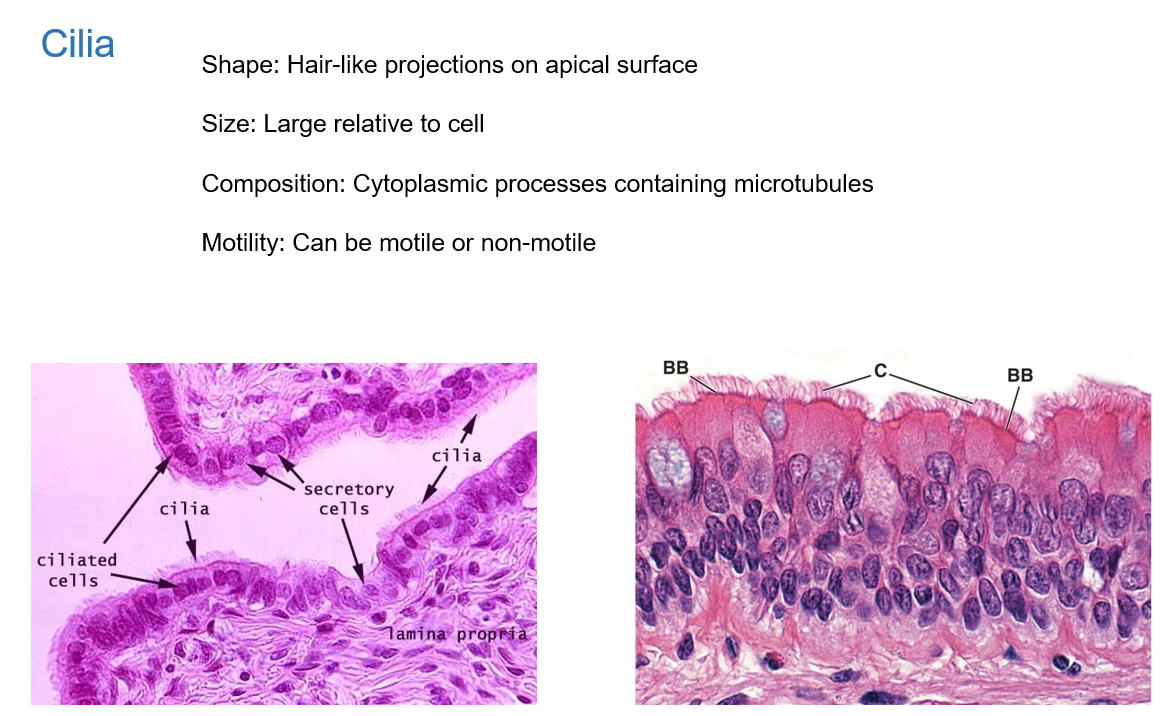 Cilia
Shape: Hair-like projections on apical surface
Size: Large relative to cell
Composition: Cytoplasmic processes containing microtubules
Motility: Can be motile or non-motile
cilia
secretory
cells
cilia
ciliated
cells
lamina propria
BB
C
BB